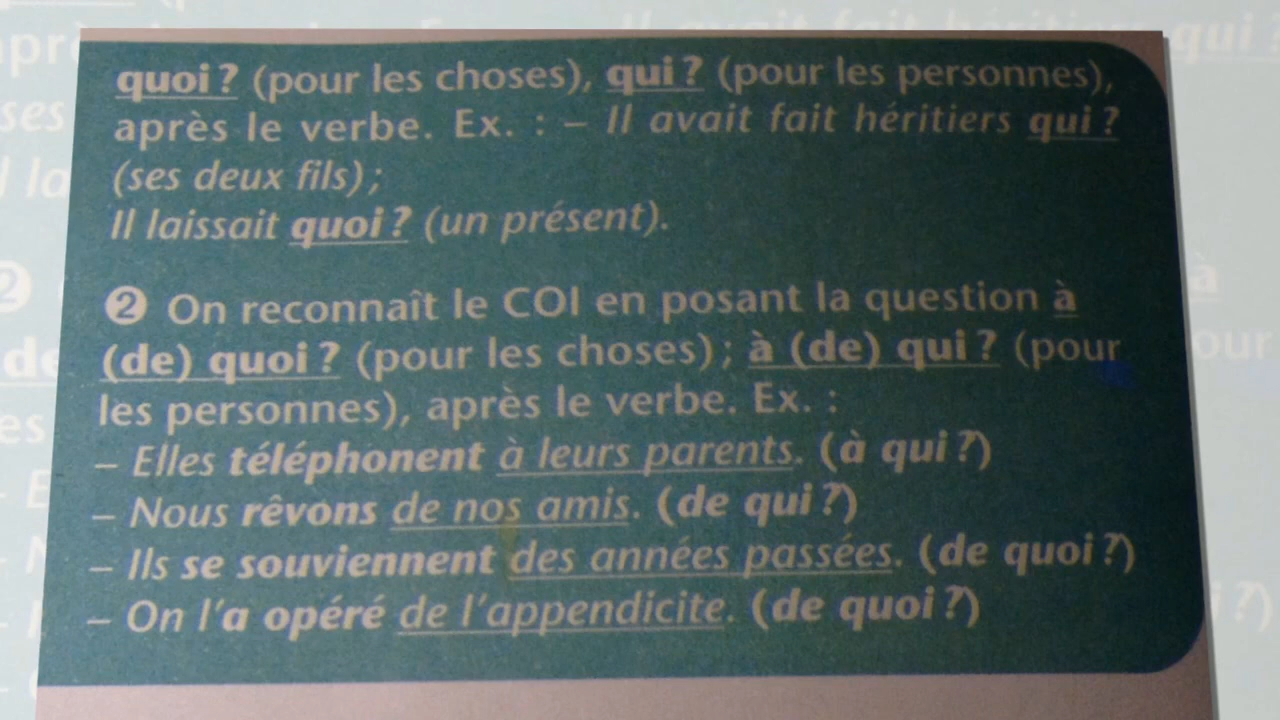 quoi ? (pour les choses), qui ? (pour les personnes),
après le verbe. Ex. : – Il avait fait héritiers qui ?
(ses deux fils) ;
Il laissait quoi ? (un présent).
❷ On reconnaît le COI en posant la question à
(de) quoi ? (pour les choses) ; à (de) qui ? (pour
les personnes), après le verbe. Ex. :
– Elles téléphonent à leurs parents. (à qui ?)
– Nous rêvons de nos amis. (de qui ?)
– Ils se souviennent des années passées. (de quoi ?)
– On l'a opéré de l'appendicite. (de quoi ?)